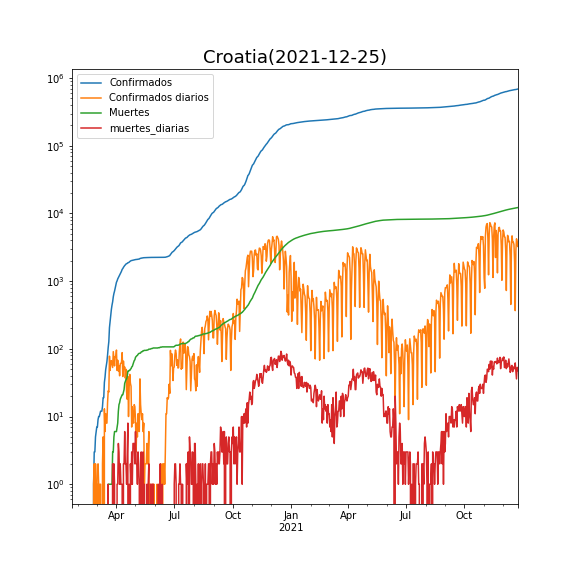 Croatia(2021-12-25)
Confirmados
Confirmados diarios
Muertes
muertes_diarias
10⁶
10⁵
10⁴
10³
10²
10¹
10⁰
Apr Jul Oct Jan Apr Jul Oct
2021